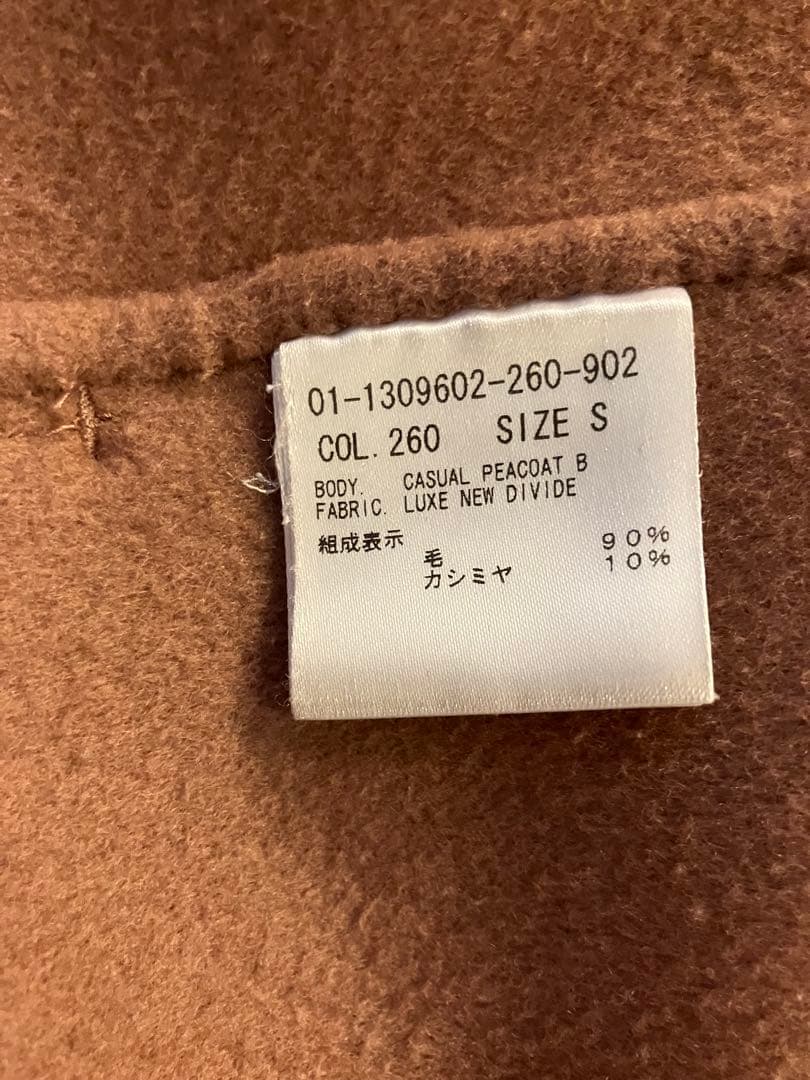 01-1309602-260-902
COL. 260 SIZE S
BODY. CASUAL PEACOAT B
FABRIC. LUXE NEW DIVIDE
組成表示
毛 90%
カシミヤ 10%